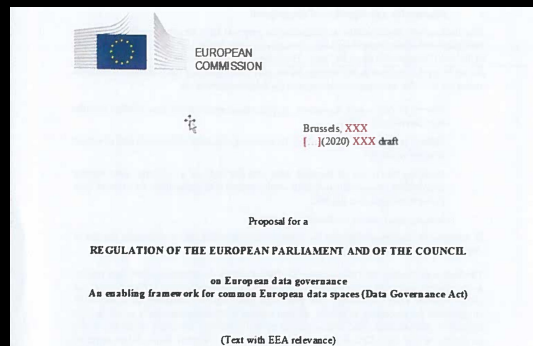 EUROPEAN
COMMISSION
Brussels, XXX
[...](2020) XXX draft
Proposal for a
REGULATION OF THE EUROPEAN PARLIAMENT AND OF THE COUNCIL
on European data governance
An enabling framework for common European data spaces (Data Governance Act)
(Text with EEA relevance)